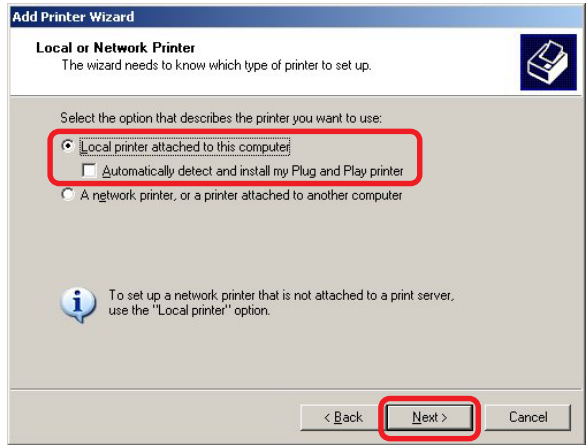 Add Printer Wizard
Local or Network Printer
The wizard needs to know which type of printer to set up.
Select the option that describes the printer you want to use:
Local printer attached to this computer
Automatically detect and install my Plug and Play printer
A network printer, or a printer attached to another computer
To set up a network printer that is not attached to a print server,
use the "Local printer" option.
< Back Next > Cancel